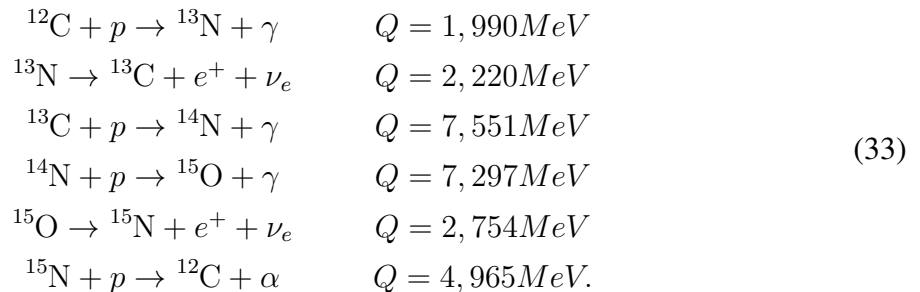 ¹²C + p → ¹³N + γ Q = 1, 990MeV
¹³N → ¹³C + e⁺ + νₑ Q = 2, 220MeV
¹³C + p → ¹⁴N + γ Q = 7, 551MeV
¹⁴N + p → ¹⁵O + γ Q = 7, 297MeV
¹⁵O → ¹⁵N + e⁺ + νₑ Q = 2, 754MeV
¹⁵N + p → ¹²C + α Q = 4, 965MeV.
(33)